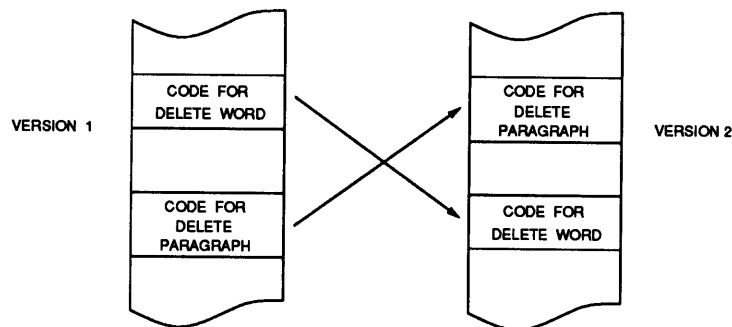 VERSION 1
CODE FOR
DELETE WORD
CODE FOR
DELETE
PARAGRAPH
CODE FOR
DELETE
PARAGRAPH
CODE FOR
DELETE WORD
VERSION 2